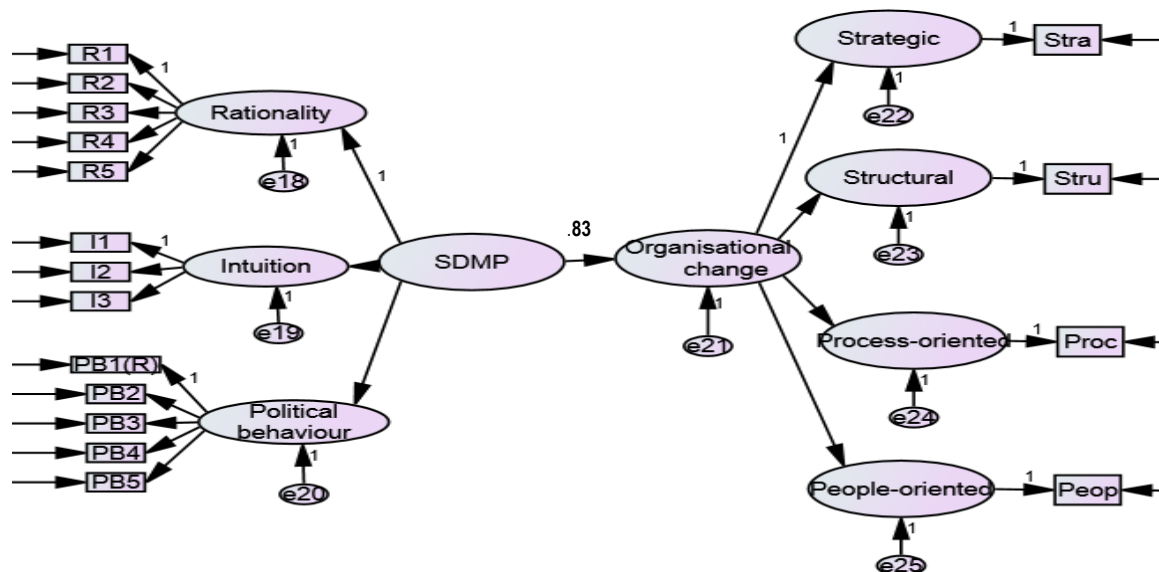 R1
R2
R3
R4
R5
1
Rationality
1
e18
1
I1
I2
I3
1
Intuition
1
e19
PB1(R)
PB2
PB3
PB4
PB5
1
Political
behaviour
1
e20
SDMP
.83
Organisational
change
1
e21
1
Strategic
1
Stra
1
e22
Structural
1
Stru
1
e23
Process-oriented
1
Proc
1
e24
People-oriented
1
Peop
1
e25